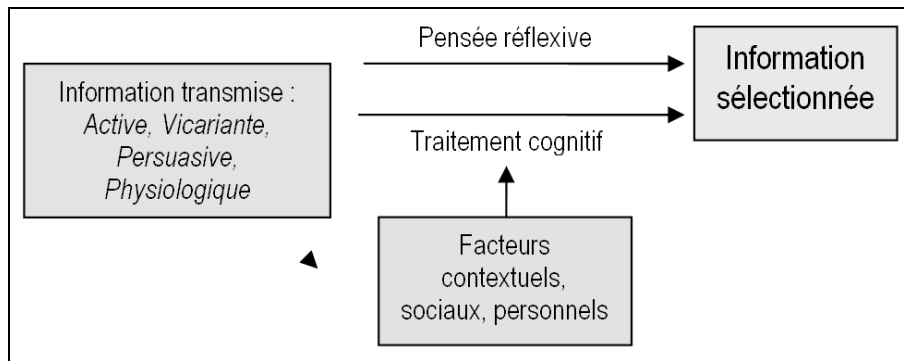 Pensée réflexive
Information
sélectionnée
Information transmise :
Active, Vicariante,
Persuasive,
Physiologique
Traitement cognitif
Facteurs
contextuels,
sociaux, personnels